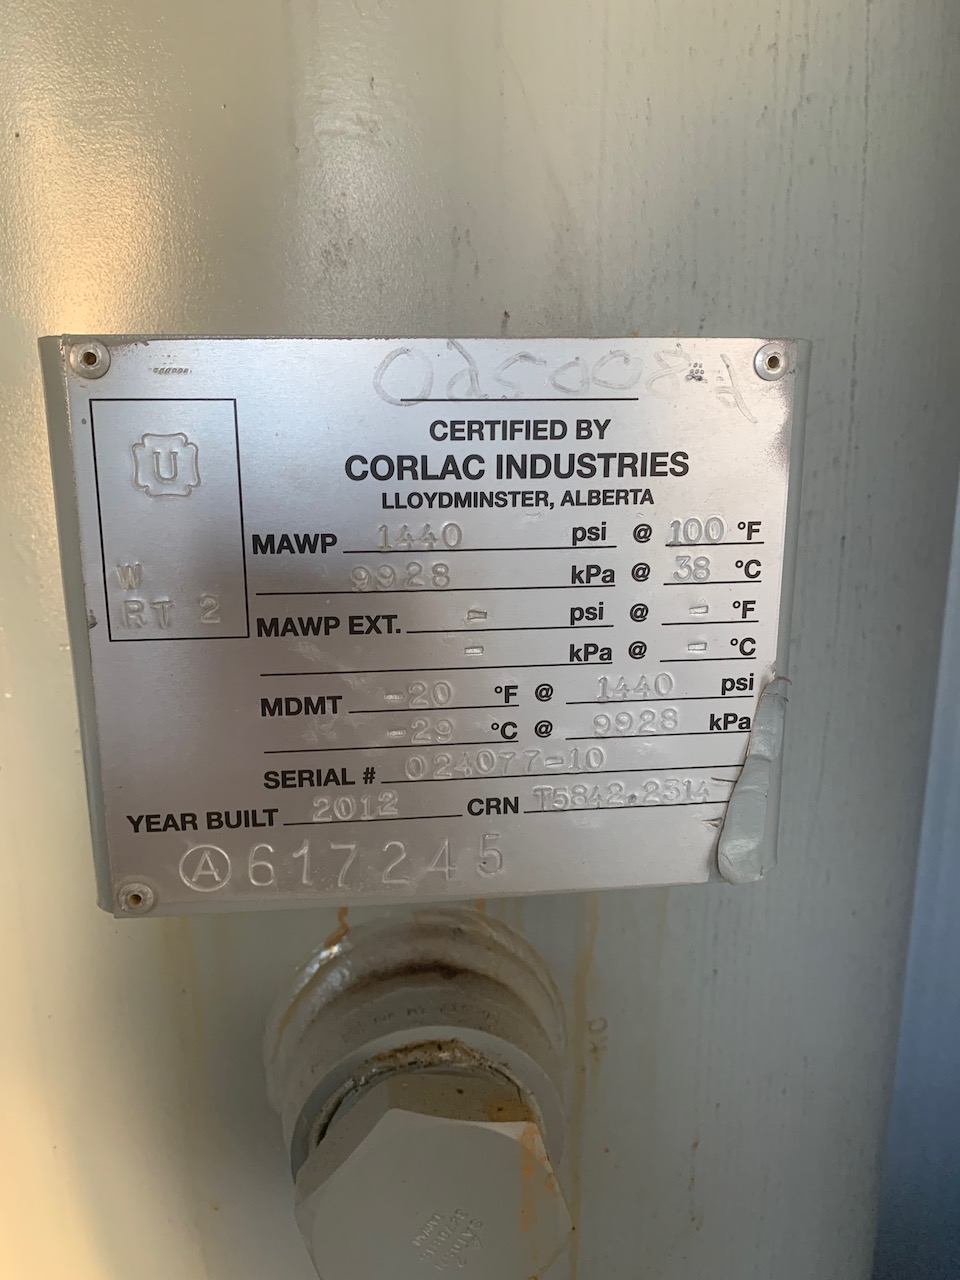 CERTIFIED BY
CORLAC INDUSTRIES
LLOYDMINSTER, ALBERTA
U
W
RT 2
MAWP 1440 psi @ 100 °F
9928 kPa @ 38 °C
MAWP EXT. - psi @ - °F
- kPa @ - °C
MDMT -20 °F @ 1440 psi
-29 °C @ 9928 kPa
SERIAL # 024077-10
YEAR BUILT 2012 CRN T5842.2314
A 617245